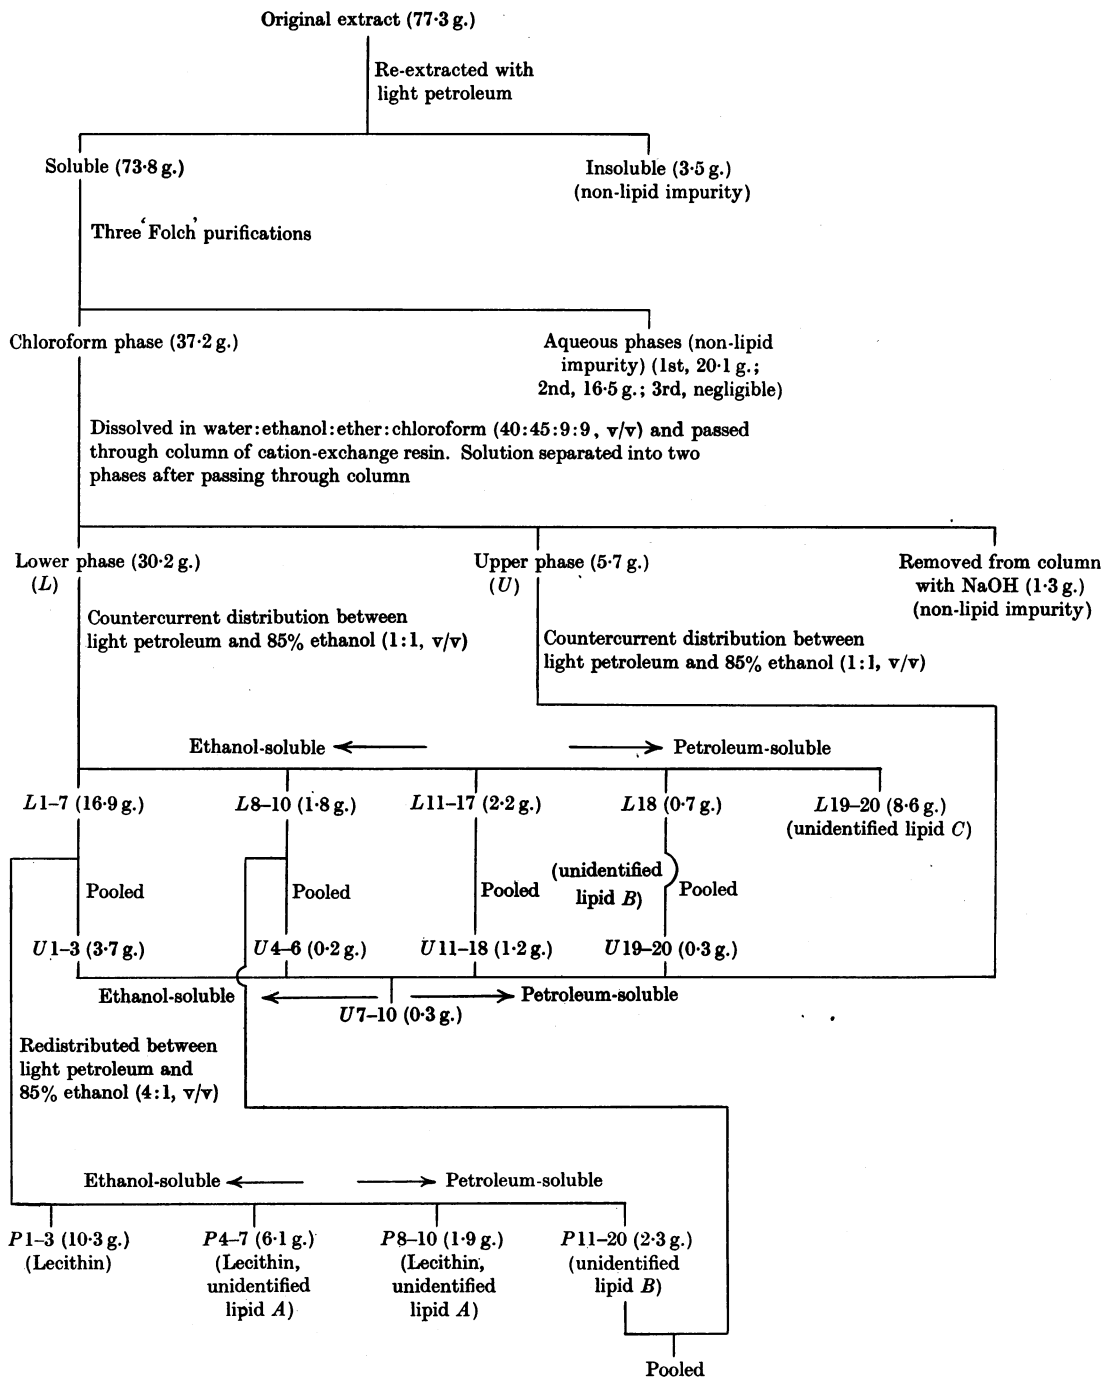 Original extract (77·3 g.)
Re-extracted with
light petroleum
Soluble (73·8 g.)
Insoluble (3·5 g.)
(non-lipid impurity)
Three 'Folch' purifications
Chloroform phase (37·2 g.)
Aqueous phases (non-lipid
impurity) (1st, 20·1 g.;
2nd, 16·5 g.; 3rd, negligible)
Dissolved in water:ethanol:ether:chloroform (40:45:9:9, v/v) and passed
through column of cation-exchange resin. Solution separated into two
phases after passing through column
Lower phase (30·2 g.)
(L)
Upper phase (5·7 g.)
(U)
Removed from column
with NaOH (1·3 g.)
(non-lipid impurity)
Countercurrent distribution between
light petroleum and 85% ethanol (1:1, v/v)
Countercurrent distribution between
light petroleum and 85% ethanol (1:1, v/v)
Ethanol-soluble
Petroleum-soluble
L1–7 (16·9 g.)
L8–10 (1·8 g.)
L11–17 (2·2 g.)
L18 (0·7 g.)
L19–20 (8·6 g.)
(unidentified lipid C)
Pooled
Pooled
Pooled
(unidentified
lipid B)
Pooled
U1–3 (3·7 g.)
U4–6 (0·2 g.)
U11–18 (1·2 g.)
U19–20 (0·3 g.)
Ethanol-soluble
Petroleum-soluble
U7–10 (0·3 g.)
Redistributed between
light petroleum and
85% ethanol (4:1, v/v)
Ethanol-soluble
Petroleum-soluble
P1–3 (10·3 g.)
(Lecithin)
P4–7 (6·1 g.)
(Lecithin,
unidentified
lipid A)
P8–10 (1·9 g.)
(Lecithin,
unidentified
lipid A)
P11–20 (2·3 g.)
(unidentified
lipid B)
Pooled